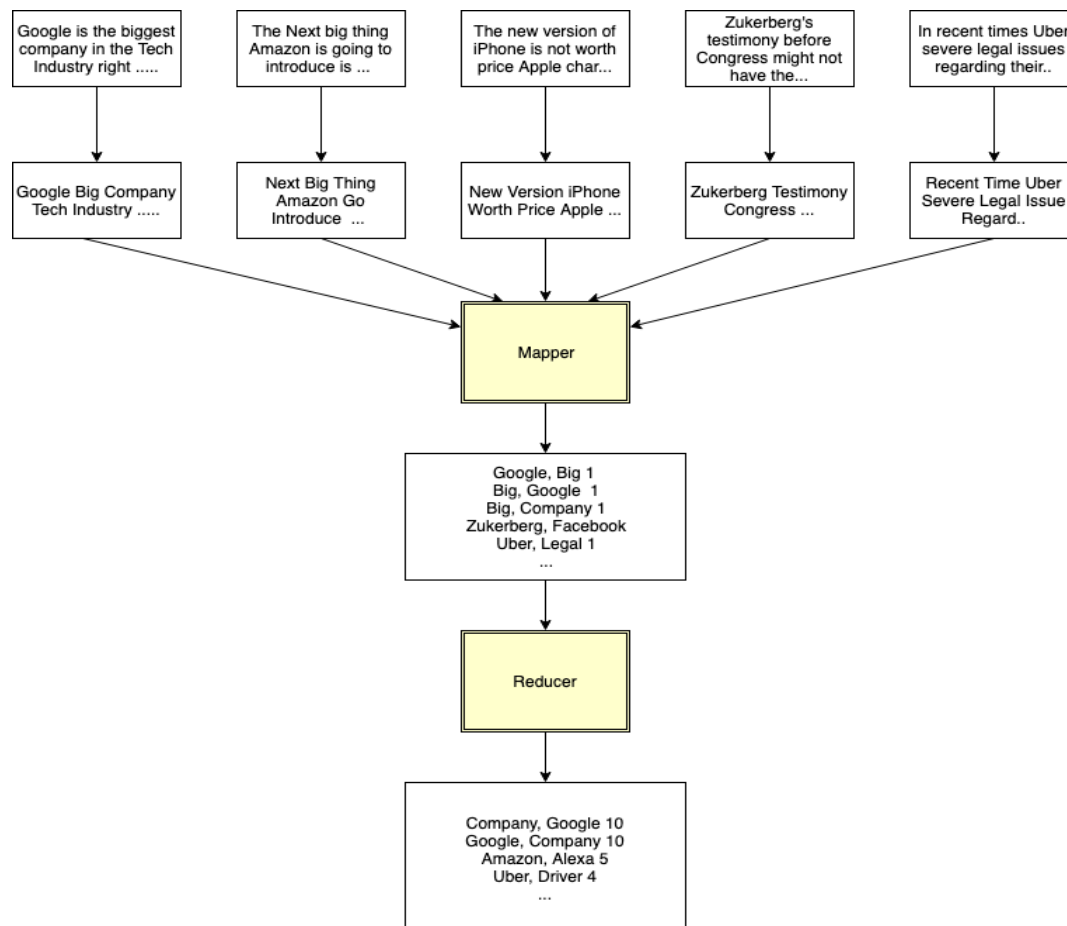 Google is the biggest
company in the Tech
Industry right .....
The Next big thing
Amazon is going to
introduce is ...
The new version of
iPhone is not worth
price Apple char...
Zukerberg's
testimony before
Congress might not
have the...
In recent times Uber
severe legal issues
regarding their..
Google Big Company
Tech Industry .....
Next Big Thing
Amazon Go
Introduce ...
New Version iPhone
Worth Price Apple ...
Zukerberg Testimony
Congress ...
Recent Time Uber
Severe Legal Issue
Regard..
Mapper
Google, Big 1
Big, Google 1
Big, Company 1
Zukerberg, Facebook
Uber, Legal 1
...
Reducer
Company, Google 10
Google, Company 10
Amazon, Alexa 5
Uber, Driver 4
...